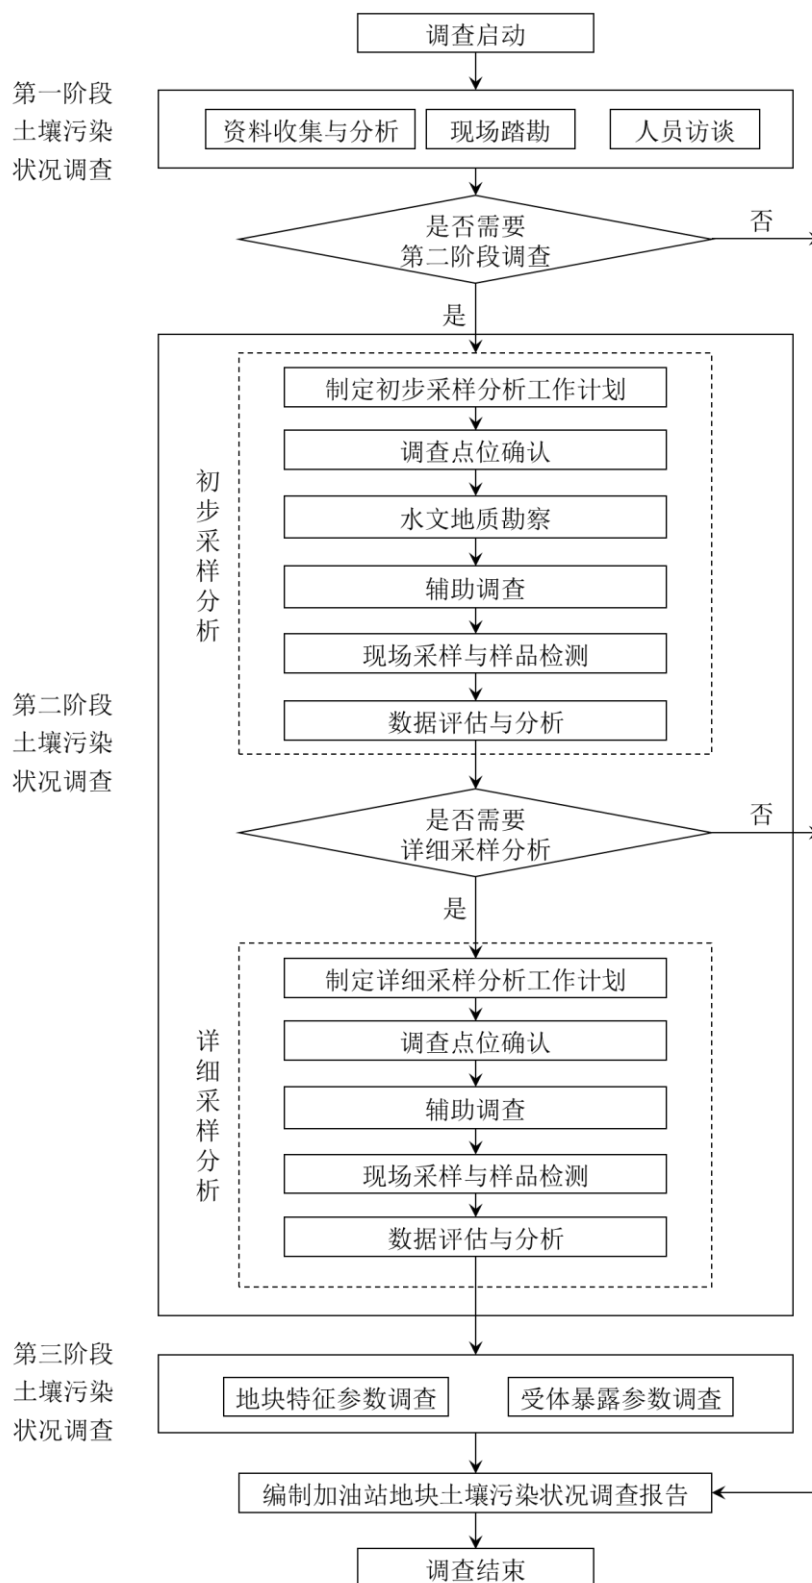 调查启动
第一阶段
土壤污染
状况调查
资料收集与分析
现场踏勘
人员访谈
是否需要
第二阶段调查
否
是
初步采样分析
制定初步采样分析工作计划
调查点位确认
水文地质勘察
辅助调查
现场采样与样品检测
数据评估与分析
第二阶段
土壤污染
状况调查
是否需要
详细采样分析
否
是
详细采样分析
制定详细采样分析工作计划
调查点位确认
辅助调查
现场采样与样品检测
数据评估与分析
第三阶段
土壤污染
状况调查
地块特征参数调查
受体暴露参数调查
编制加油站地块土壤污染状况调查报告
调查结束